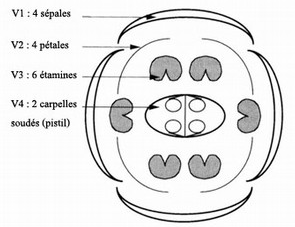 V1 : 4 sépales
V2 : 4 pétales
V3 : 6 étamines
V4 : 2 carpelles
soudés (pistil)